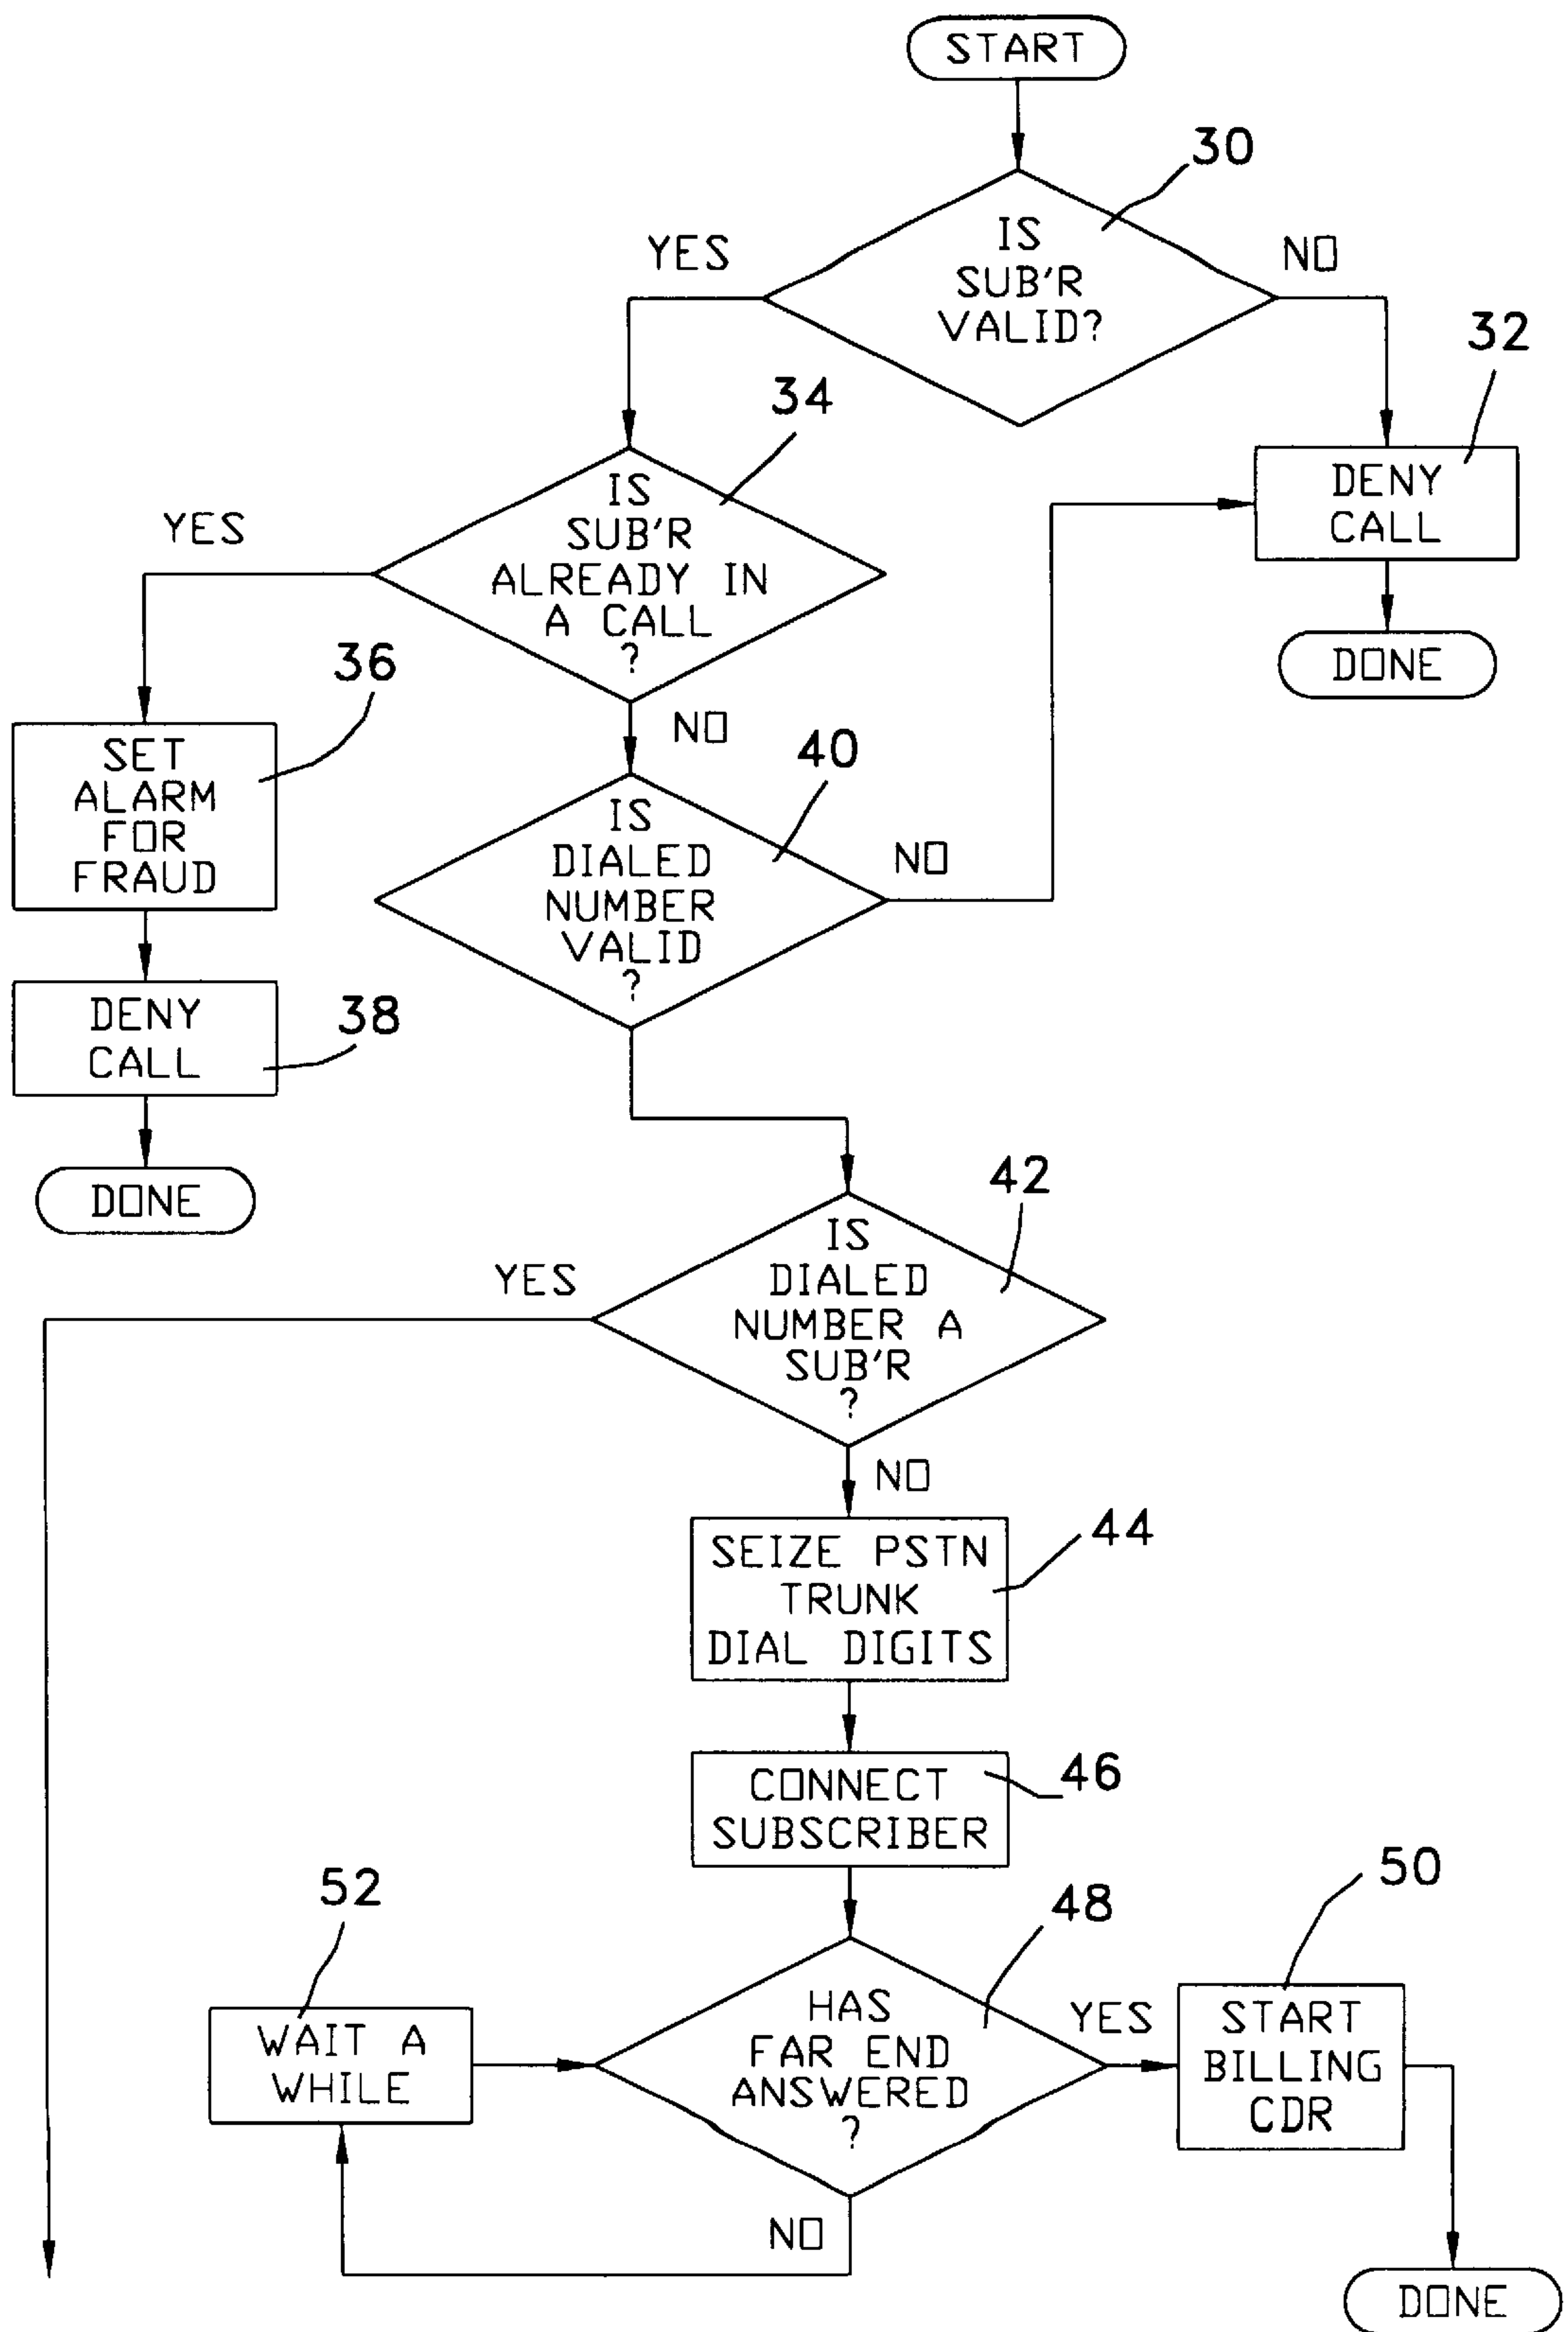 START
30
IS
SUB'R
VALID?
YES
NO
32
DENY
CALL
DONE
34
IS
SUB'R
ALREADY IN
A CALL
?
YES
NO
36
SET
ALARM
FOR
FRAUD
38
DENY
CALL
DONE
40
IS
DIALED
NUMBER
VALID
?
NO
42
IS
DIALED
NUMBER A
SUB'R
?
YES
NO
44
SEIZE PSTN
TRUNK
DIAL DIGITS
46
CONNECT
SUBSCRIBER
48
HAS
FAR END
ANSWERED
?
YES
NO
50
START
BILLING
CDR
52
WAIT A
WHILE
DONE